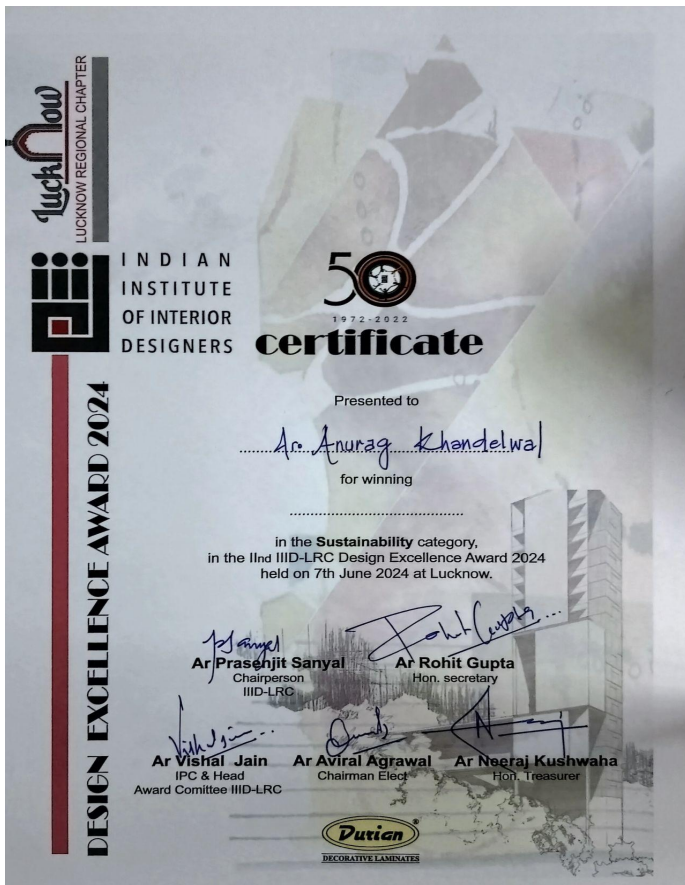 LuckNow
LUCKNOW REGIONAL CHAPTER
INDIAN
INSTITUTE
OF INTERIOR
DESIGNERS
50
1972-2022
certificate
DESIGN EXCELLENCE AWARD 2024
Presented to
Ar. Anurag Khandelwal
for winning
in the Sustainability category,
in the IInd IIID-LRC Design Excellence Award 2024
held on 7th June 2024 at Lucknow.
PSanyal
Rohit Gupta
Ar Prasenjit Sanyal
Chairperson
IIID-LRC
Ar Rohit Gupta
Hon. secretary
Ar Vishal Jain
IPC & Head
Award Comittee IIID-LRC
Ar Aviral Agrawal
Chairman Elect
Ar Neeraj Kushwaha
Hon. Treasurer
Durian®
DECORATIVE LAMINATES